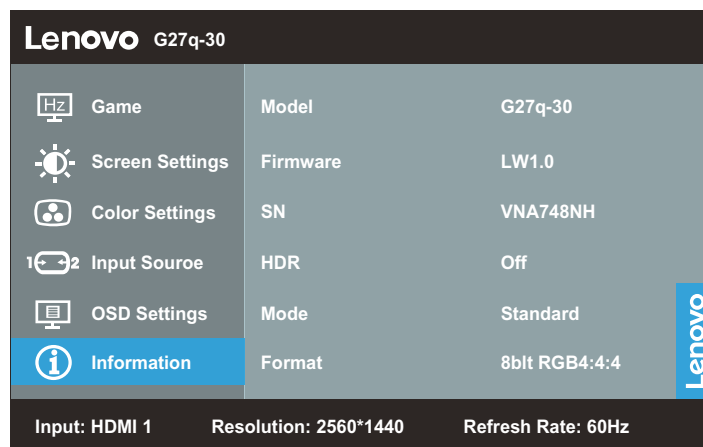 Lenovo G27q-30
Hz Game Model G27q-30
Screen Settings Firmware LW1.0
Color Settings SN VNA748NH
1 2 Input Souroe HDR Off
OSD Settings Mode Standard
Information Format 8blt RGB4:4:4
Lenovo
Input: HDMI 1 Resolution: 2560*1440 Refresh Rate: 60Hz